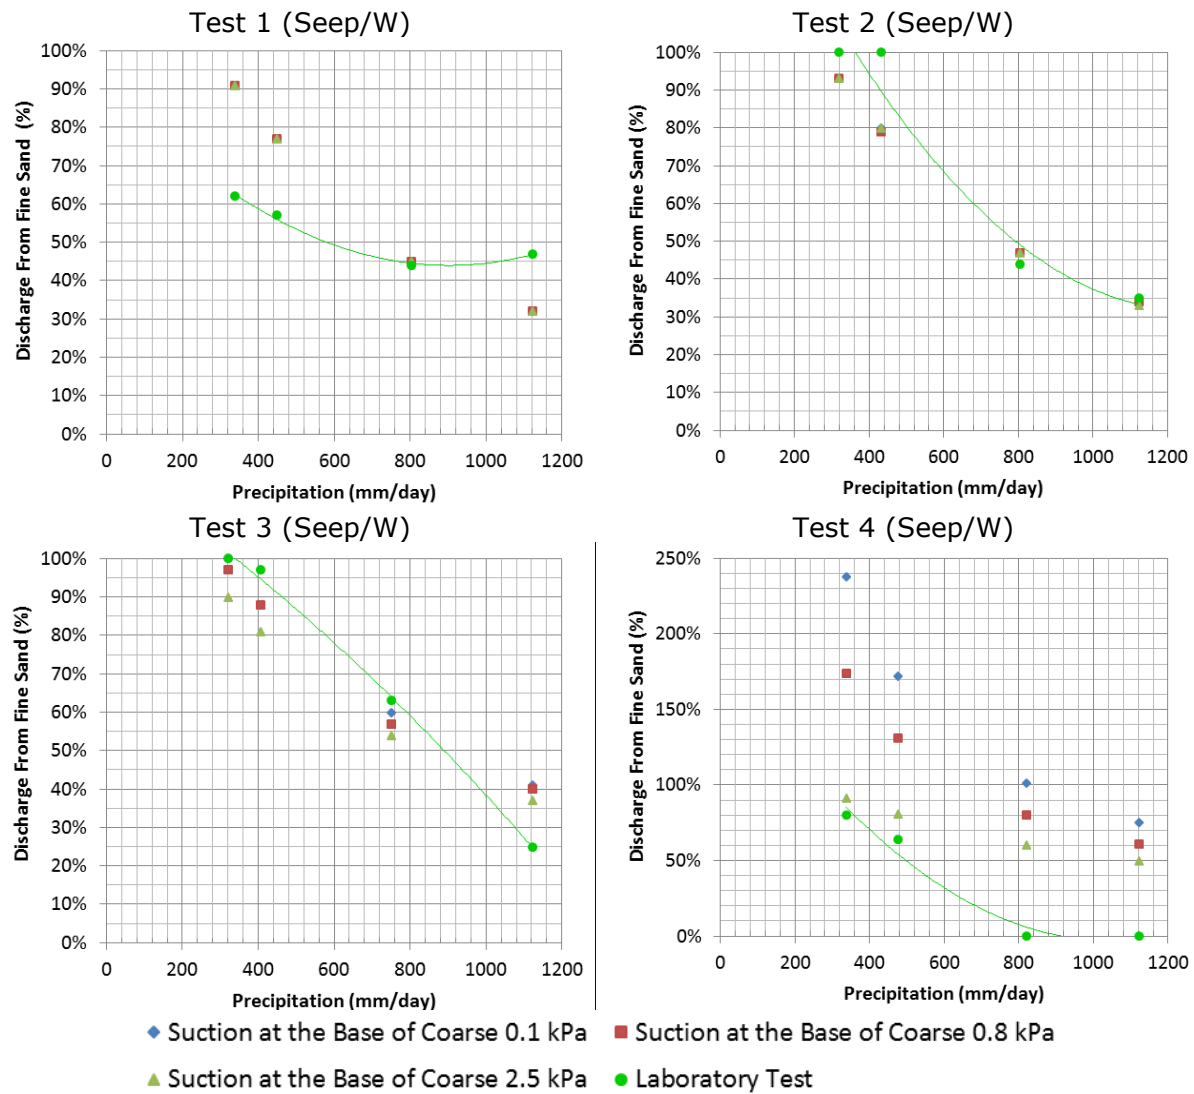 Test 1 (Seep/W)
100%
90%
80%
70%
60%
50%
40%
30%
20%
10%
0%
Discharge From Fine Sand (%)
0 200 400 600 800 1000 1200
Precipitation (mm/day)
Test 2 (Seep/W)
100%
90%
80%
70%
60%
50%
40%
30%
20%
10%
0%
Discharge From Fine Sand (%)
0 200 400 600 800 1000 1200
Precipitation (mm/day)
Test 3 (Seep/W)
100%
90%
80%
70%
60%
50%
40%
30%
20%
10%
0%
Discharge From Fine Sand (%)
0 200 400 600 800 1000 1200
Precipitation (mm/day)
Test 4 (Seep/W)
250%
200%
150%
100%
50%
0%
Discharge From Fine Sand (%)
0 200 400 600 800 1000 1200
Precipitation (mm/day)
Suction at the Base of Coarse 0.1 kPa Suction at the Base of Coarse 0.8 kPa
Suction at the Base of Coarse 2.5 kPa Laboratory Test